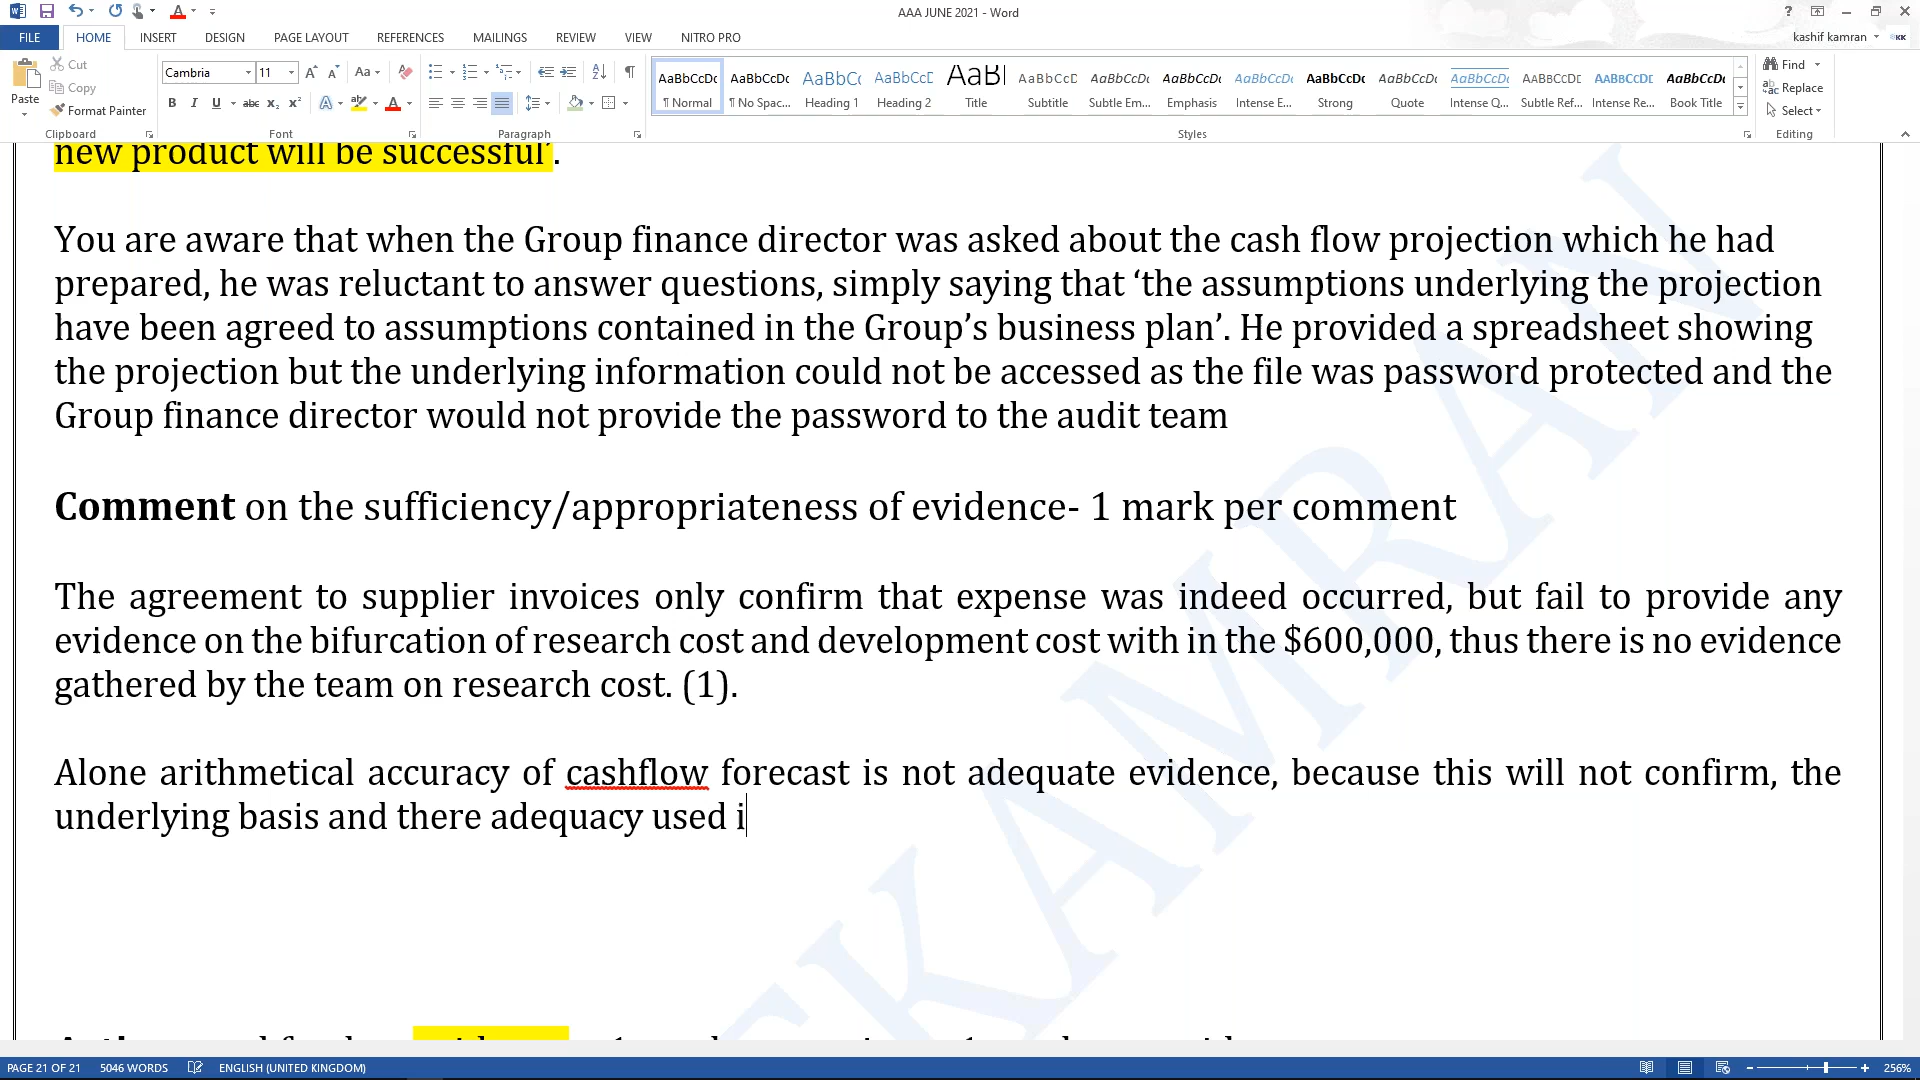 AAA JUNE 2021 - Word
FILE HOME INSERT DESIGN PAGE LAYOUT REFERENCES MAILINGS REVIEW VIEW NITRO PRO kashif kamran
Cut
Copy
Paste Format Painter
Clipboard
Cambria 11
Font
Paragraph
AaBbCcDc AaBbCcDc AaBbCc AaBbCcD AaBl AaBbCcD AaBbCcDc AaBbCcDc AaBbCcDc AaBbCcDc AaBbCcDc AaBbCcDc AABBCCDD AABBCCDD AaBbCcDc
¶ Normal ¶ No Spac... Heading 1 Heading 2 Title Subtitle Subtle Em... Emphasis Intense E... Strong Quote Intense Q... Subtle Ref... Intense Re... Book Title
Styles
Find
Replace
Select
Editing
new product will be successful’.
You are aware that when the Group finance director was asked about the cash flow projection which he had
prepared, he was reluctant to answer questions, simply saying that ‘the assumptions underlying the projection
have been agreed to assumptions contained in the Group’s business plan’. He provided a spreadsheet showing
the projection but the underlying information could not be accessed as the file was password protected and the
Group finance director would not provide the password to the audit team
Comment on the sufficiency/appropriateness of evidence- 1 mark per comment
The agreement to supplier invoices only confirm that expense was indeed occurred, but fail to provide any
evidence on the bifurcation of research cost and development cost with in the $600,000, thus there is no evidence
gathered by the team on research cost. (1).
Alone arithmetical accuracy of cashflow forecast is not adequate evidence, because this will not confirm, the
underlying basis and there adequacy used i
KAMRAN
PAGE 21 OF 21 5046 WORDS ENGLISH (UNITED KINGDOM) 256%